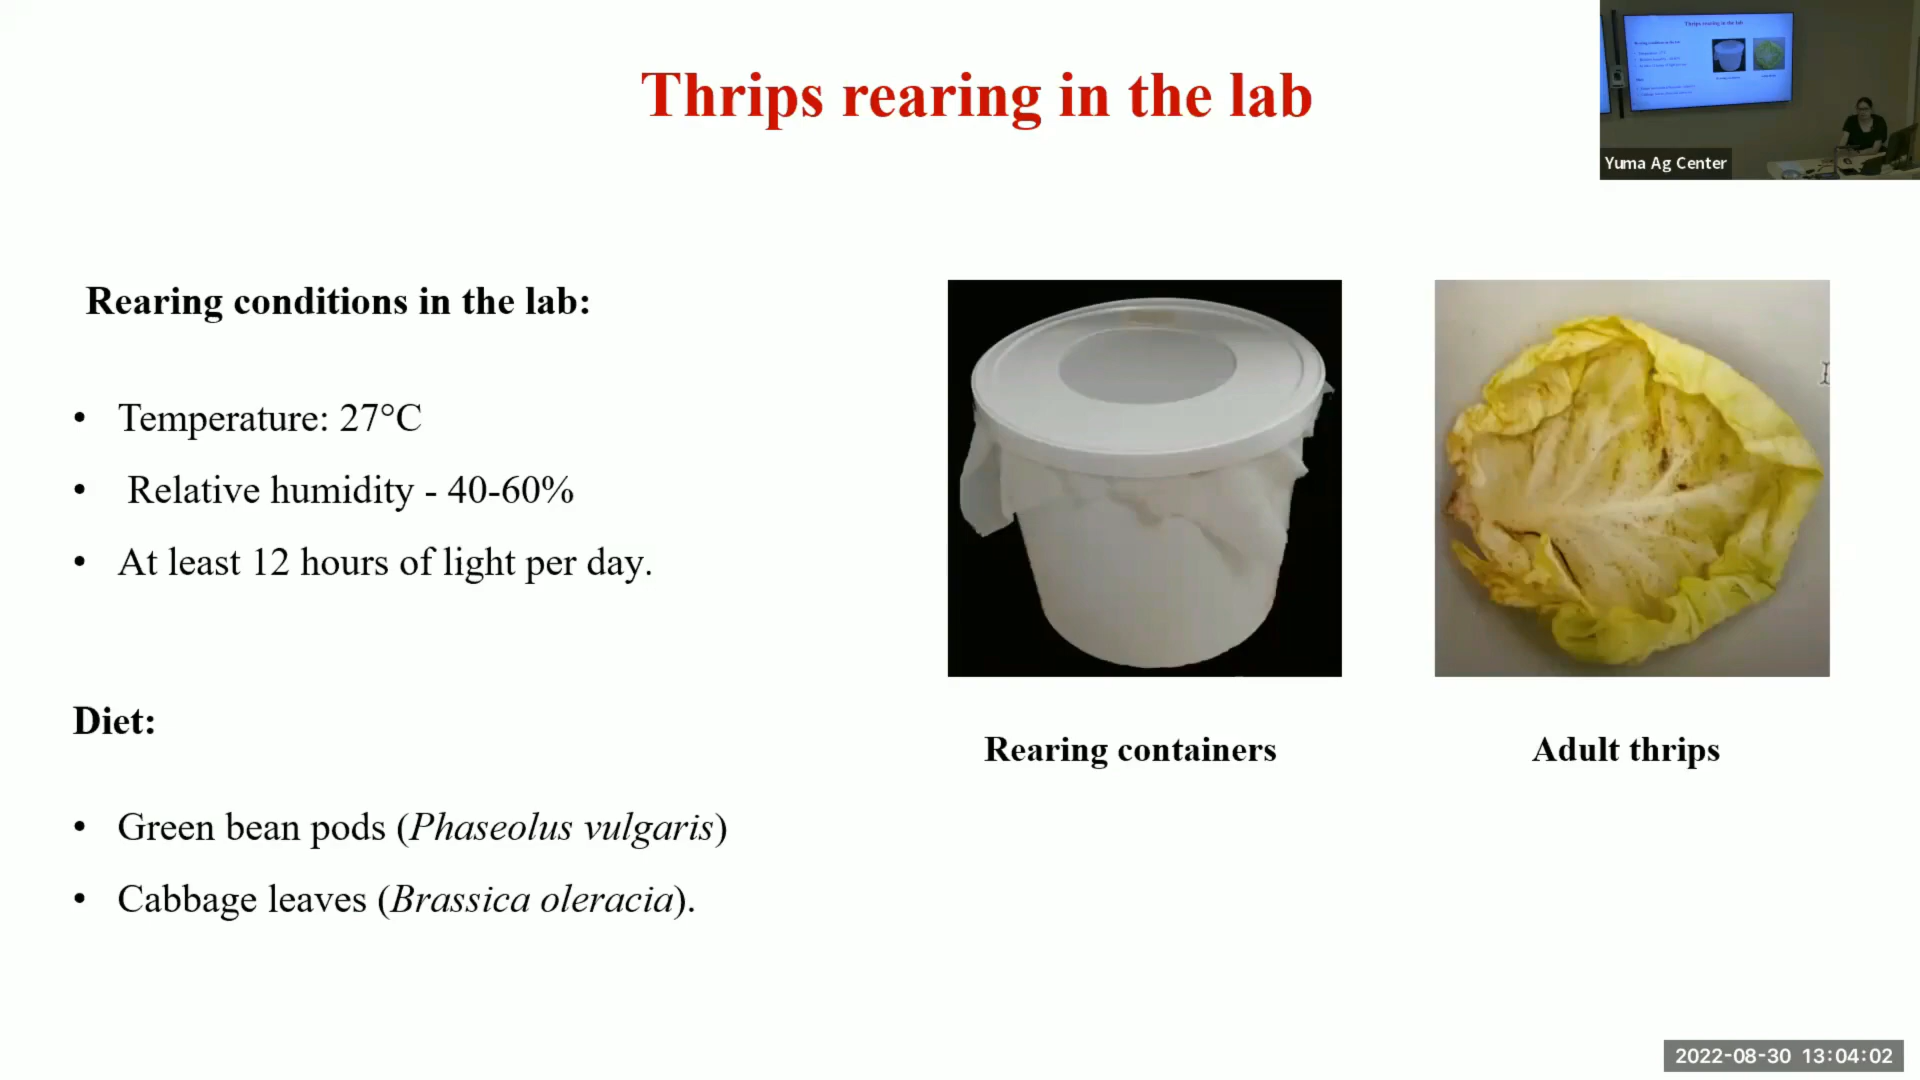 Thrips rearing in the lab
Yuma Ag Center
Rearing conditions in the lab:
• Temperature: 27°C
• Relative humidity - 40-60%
• At least 12 hours of light per day.
Diet:
• Green bean pods (Phaseolus vulgaris)
• Cabbage leaves (Brassica oleracia).
Rearing containers
Adult thrips
2022-08-30 13:04:02